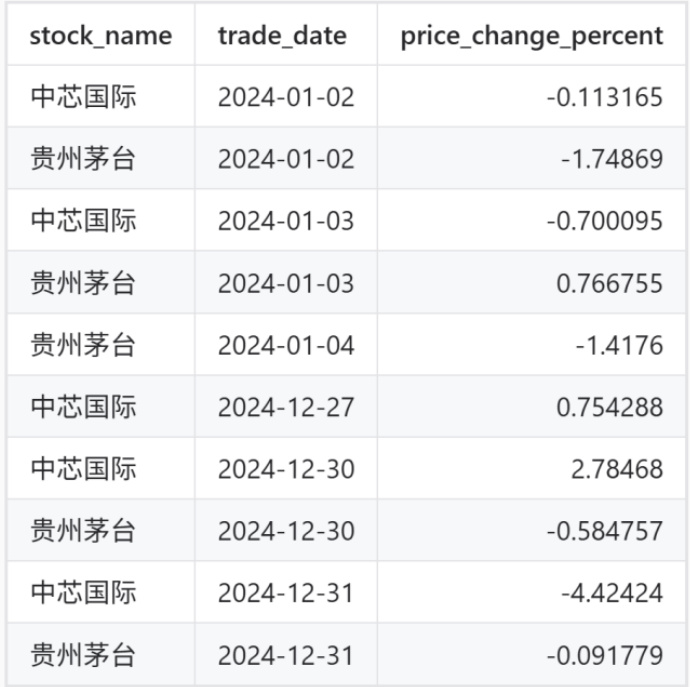 stock_name trade_date price_change_percent
中芯国际 2024-01-02 -0.113165
贵州茅台 2024-01-02 -1.74869
中芯国际 2024-01-03 -0.700095
贵州茅台 2024-01-03 0.766755
贵州茅台 2024-01-04 -1.4176
中芯国际 2024-12-27 0.754288
中芯国际 2024-12-30 2.78468
贵州茅台 2024-12-30 -0.584757
中芯国际 2024-12-31 -4.42424
贵州茅台 2024-12-31 -0.091779